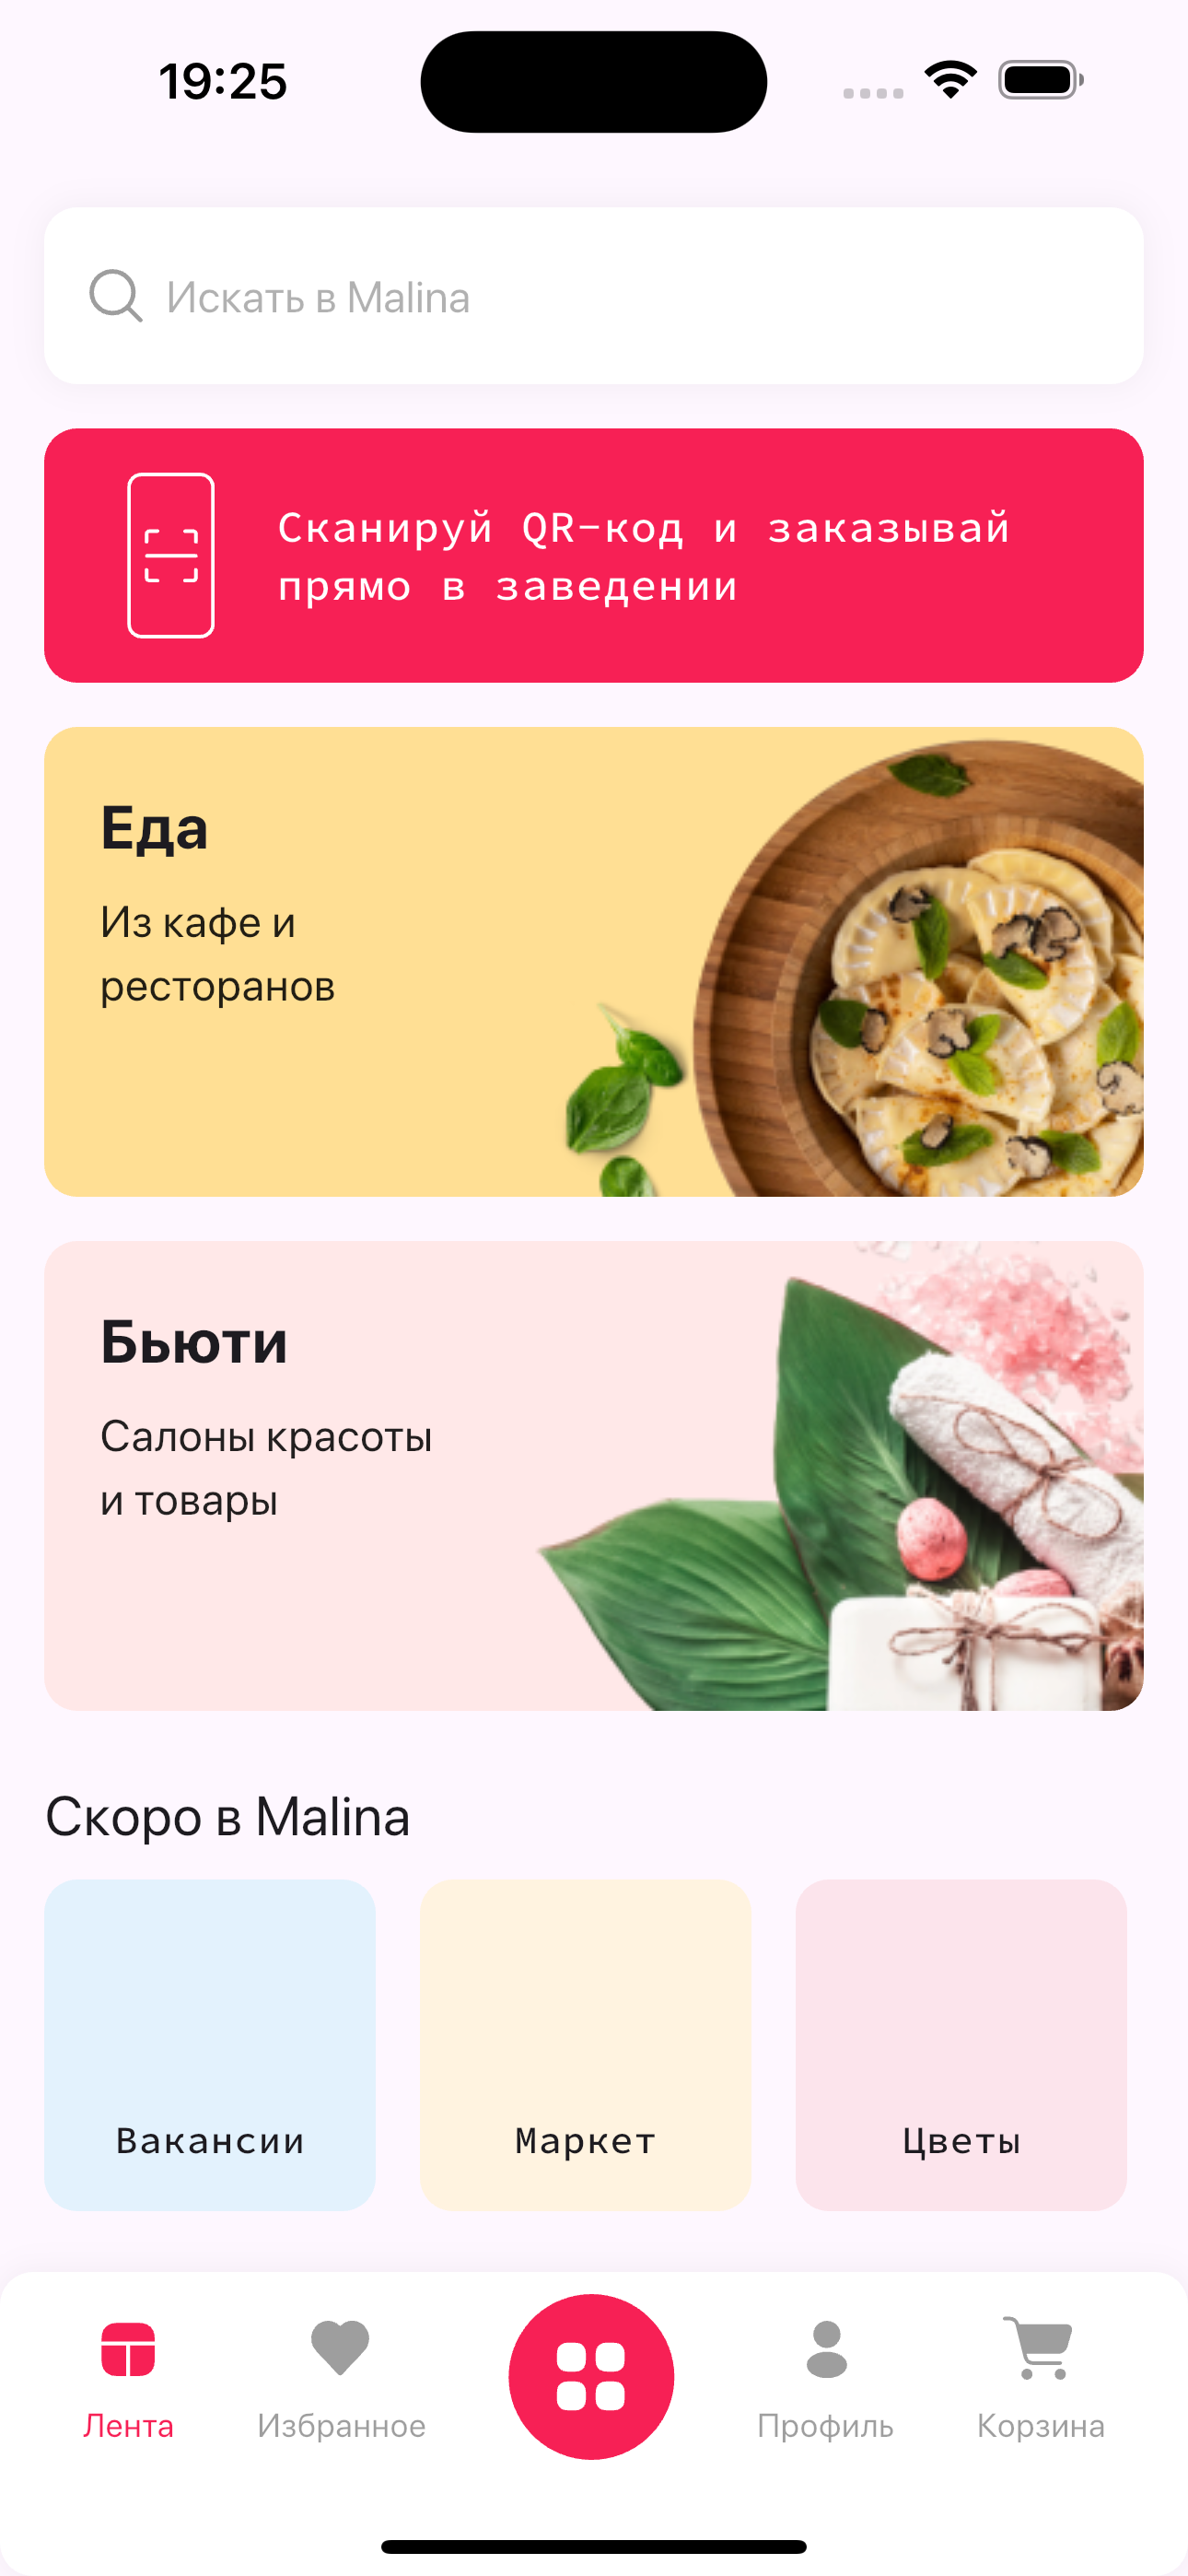 19:25
Искать в Malina
Сканируй QR-код и заказывай
прямо в заведении
Еда
Из кафе и
ресторанов
Бьюти
Салоны красоты
и товары
Скоро в Malina
Вакансии
Маркет
Цветы
Лента
Избранное
Профиль
Корзина